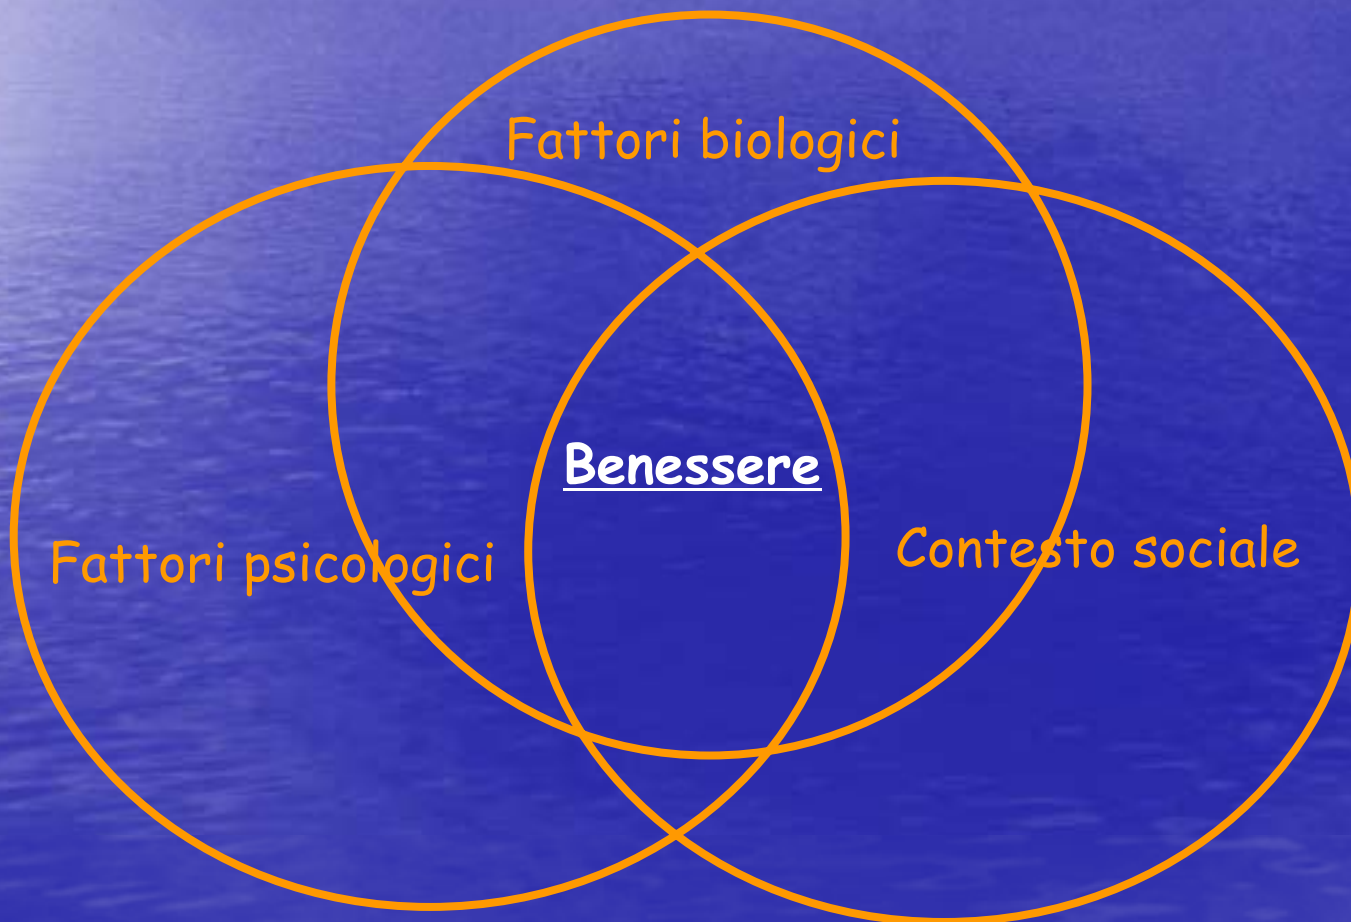 Fattori biologici
Benessere
Fattori psicologici
Contesto sociale